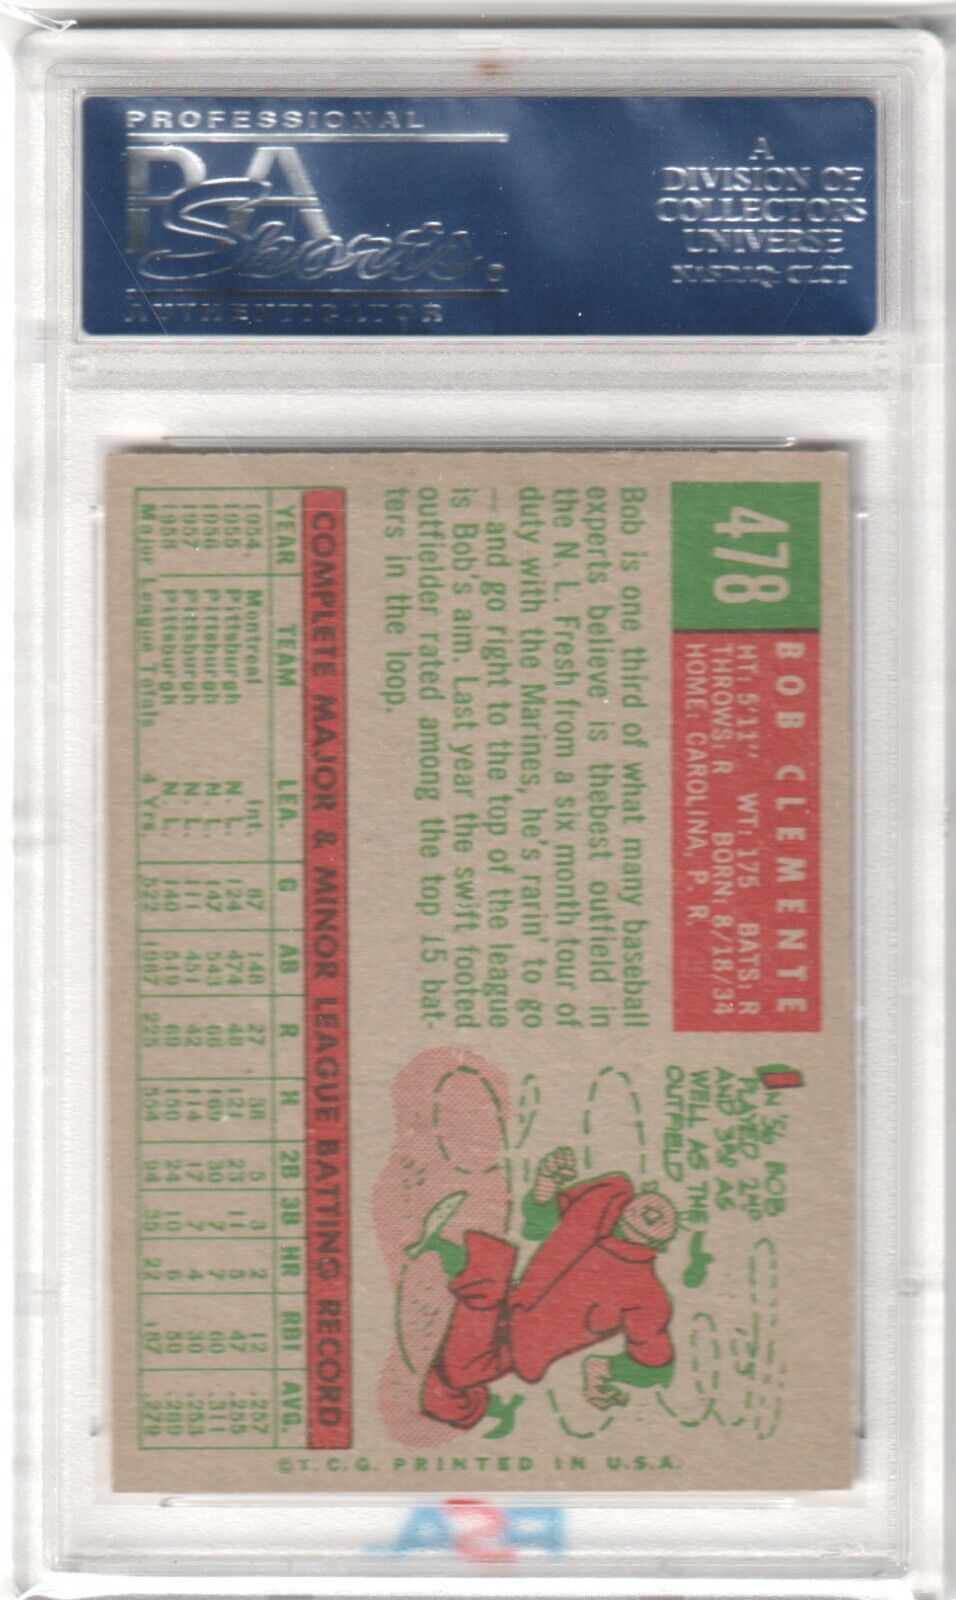 PROFESSIONAL
PSA
Sports
AUTHENTICATOR
A
DIVISION OF
COLLECTORS
UNIVERSE
NASDAQ: CLCT
478
BOB CLEMENTE
HT: 5'11" WT: 175 BATS: R
THROWS: R BORN: 8/18/34
HOME: CAROLINA, P. R.
Bob is one third of what many baseball
experts believe is thebest outfield in
the N. L. Fresh from a six month tour of
duty with the Marines, he's rarin' to go
— and go right to the top of the league
is Bob's aim. Last year the swift footed
outfielder rated among the top 15 bat-
ters in the loop.
IN '56 BOB
PLAYED 2ND
AND 3RD AS
WELL AS THE
OUTFIELD
COMPLETE MAJOR & MINOR LEAGUE BATTING RECORD
YEAR TEAM LEA. G AB R H 2B 3B HR RBI AVG.
1954 Montreal Int. 87 148 27 38 5 3 2 12 .257
1955 Pittsburgh N. L. 124 474 48 121 23 11 5 47 .255
1956 Pittsburgh N. L. 147 543 66 169 30 7 7 60 .311
1957 Pittsburgh N. L. 111 451 42 114 17 7 4 30 .253
1958 Pittsburgh N. L. 140 519 69 150 24 10 6 50 .289
Major League Totals 4 Yrs. 522 1987 225 554 94 35 22 187 .279
©T. C. G. PRINTED IN U.S.A.
PSA